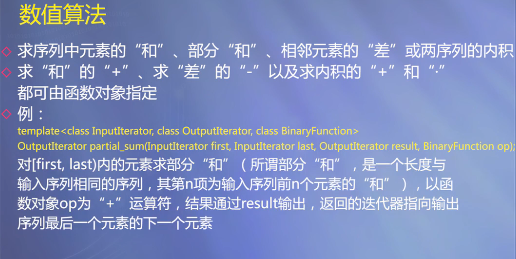 数值算法
求序列中元素的“和”、部分“和”、相邻元素的“差”或两序列的内积
求“和”的“+”、求“差”的“-”以及求内积的“+”和“·”
都可由函数对象指定
例：
template<class InputIterator, class OutputIterator, class BinaryFunction>
OutputIterator partial_sum(InputIterator first, InputIterator last, OutputIterator result, BinaryFunction op);
对[first, last)内的元素求部分“和”（所谓部分“和”，是一个长度与
输入序列相同的序列，其第n项为输入序列前n个元素的“和”），以函
数对象op为“+”运算符，结果通过result输出，返回的迭代器指向输出
序列最后一个元素的下一个元素